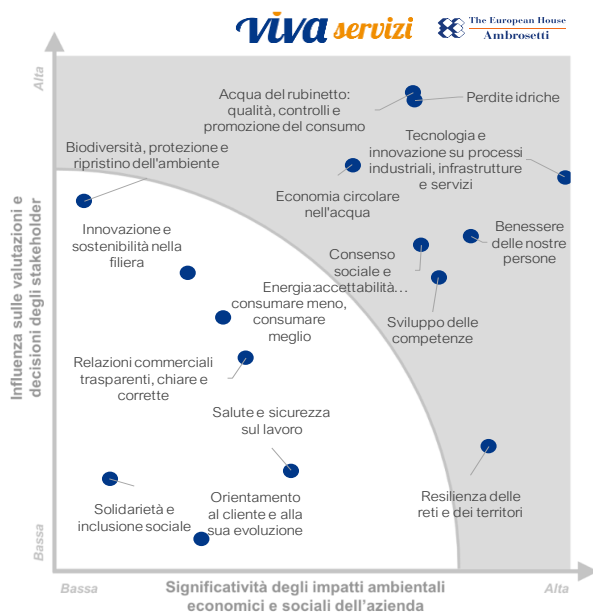 viva servizi
The European House
Ambrosetti
Alta
Acqua del rubinetto:
qualità, controlli e
promozione del consumo
Perdite idriche
Biodiversità, protezione e
ripristino dell'ambiente
Tecnologia e
innovazione su processi
industriali, infrastrutture
e servizi
Economia circolare
nell'acqua
Innovazione e
sostenibilità nella
filiera
Benessere
delle nostre
persone
Consenso
sociale e
accettabilità...
Energia:
consumare meno,
consumare
meglio
Sviluppo delle
competenze
Relazioni commerciali
trasparenti, chiare e
corrette
Salute e sicurezza
sul lavoro
Solidarietà e
inclusione sociale
Orientamento
al cliente e alla
sua evoluzione
Resilienza delle
reti e dei territori
Influenza sulle valutazioni e
decisioni degli stakeholder
Bassa
Bassa
Significatività degli impatti ambientali
economici e sociali dell'azienda
Alta